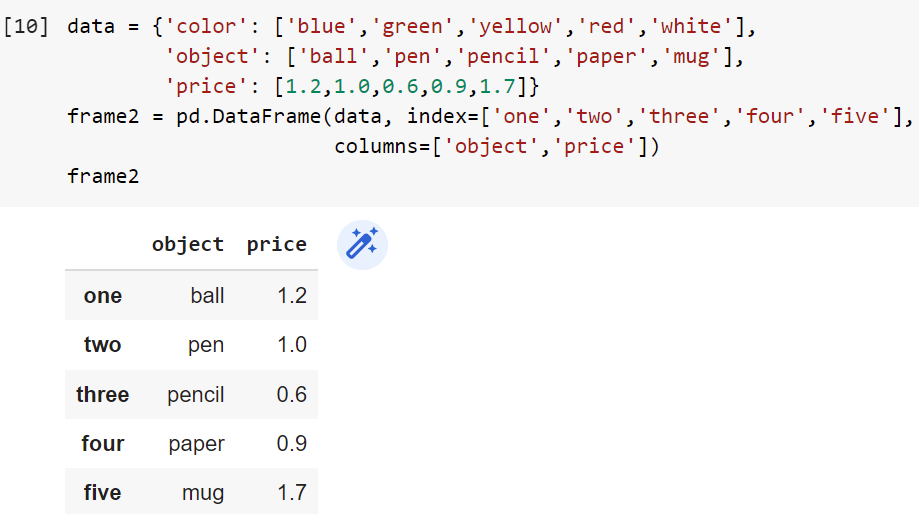 [10] data = {'color': ['blue','green','yellow','red','white'],
'object': ['ball','pen','pencil','paper','mug'],
'price': [1.2,1.0,0.6,0.9,1.7]}
frame2 = pd.DataFrame(data, index=['one','two','three','four','five'],
columns=['object','price'])
frame2
object price
one ball 1.2
two pen 1.0
three pencil 0.6
four paper 0.9
five mug 1.7